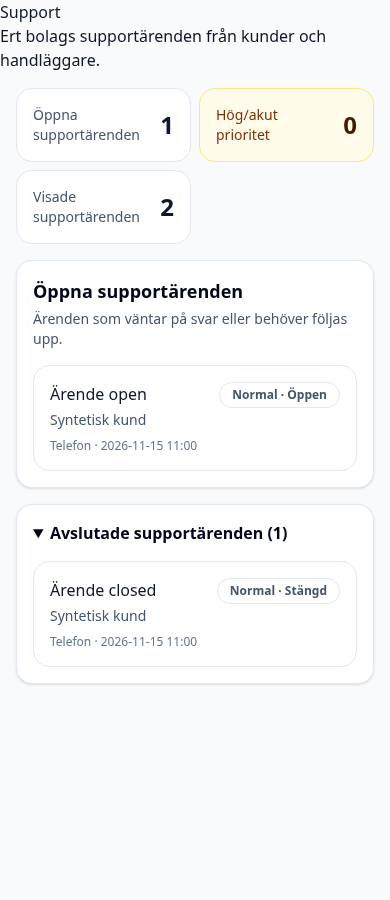 Support
Ert bolags supportärenden från kunder och
handläggare.
Öppna
supportärenden
1
Hög/akut
prioritet
0
Visade
supportärenden
2
Öppna supportärenden
Ärenden som väntar på svar eller behöver följas
upp.
Ärende open
Normal · Öppen
Syntetisk kund
Telefon · 2026-11-15 11:00
Avslutade supportärenden (1)
Ärende closed
Normal · Stängd
Syntetisk kund
Telefon · 2026-11-15 11:00